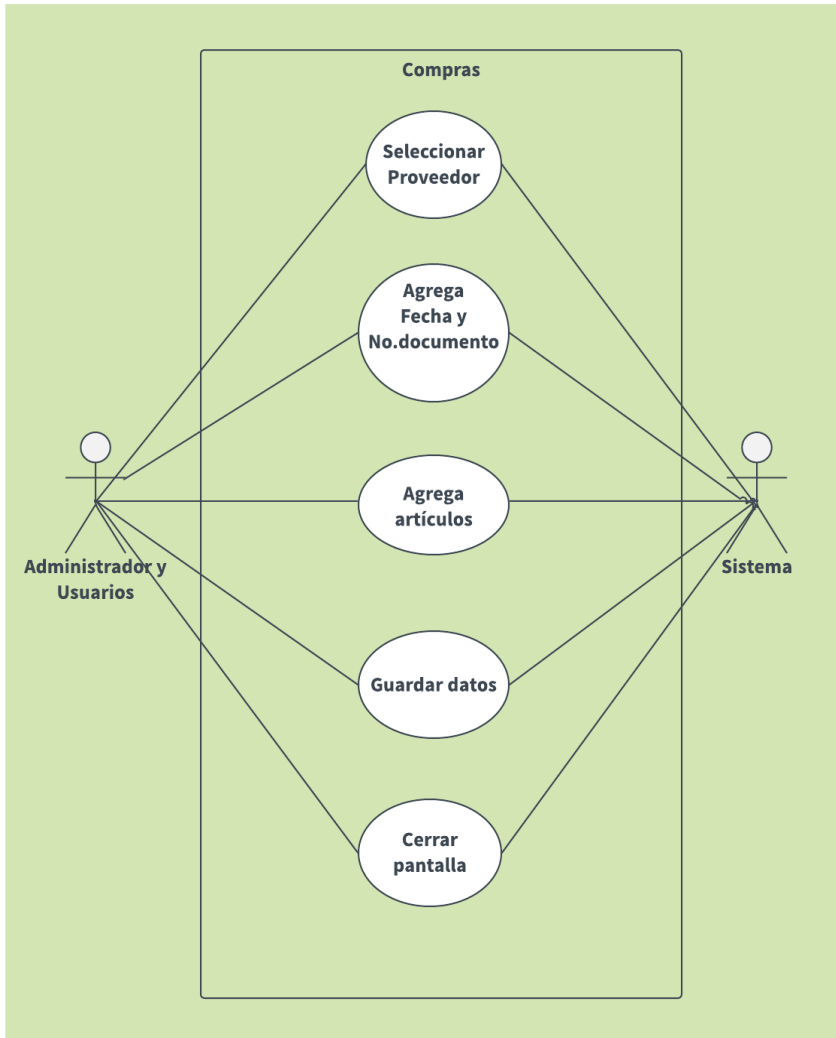 Compras
Seleccionar
Proveedor
Agrega
Fecha y
No.documento
Agrega
artículos
Administrador y
Usuarios
Sistema
Guardar datos
Cerrar
pantalla